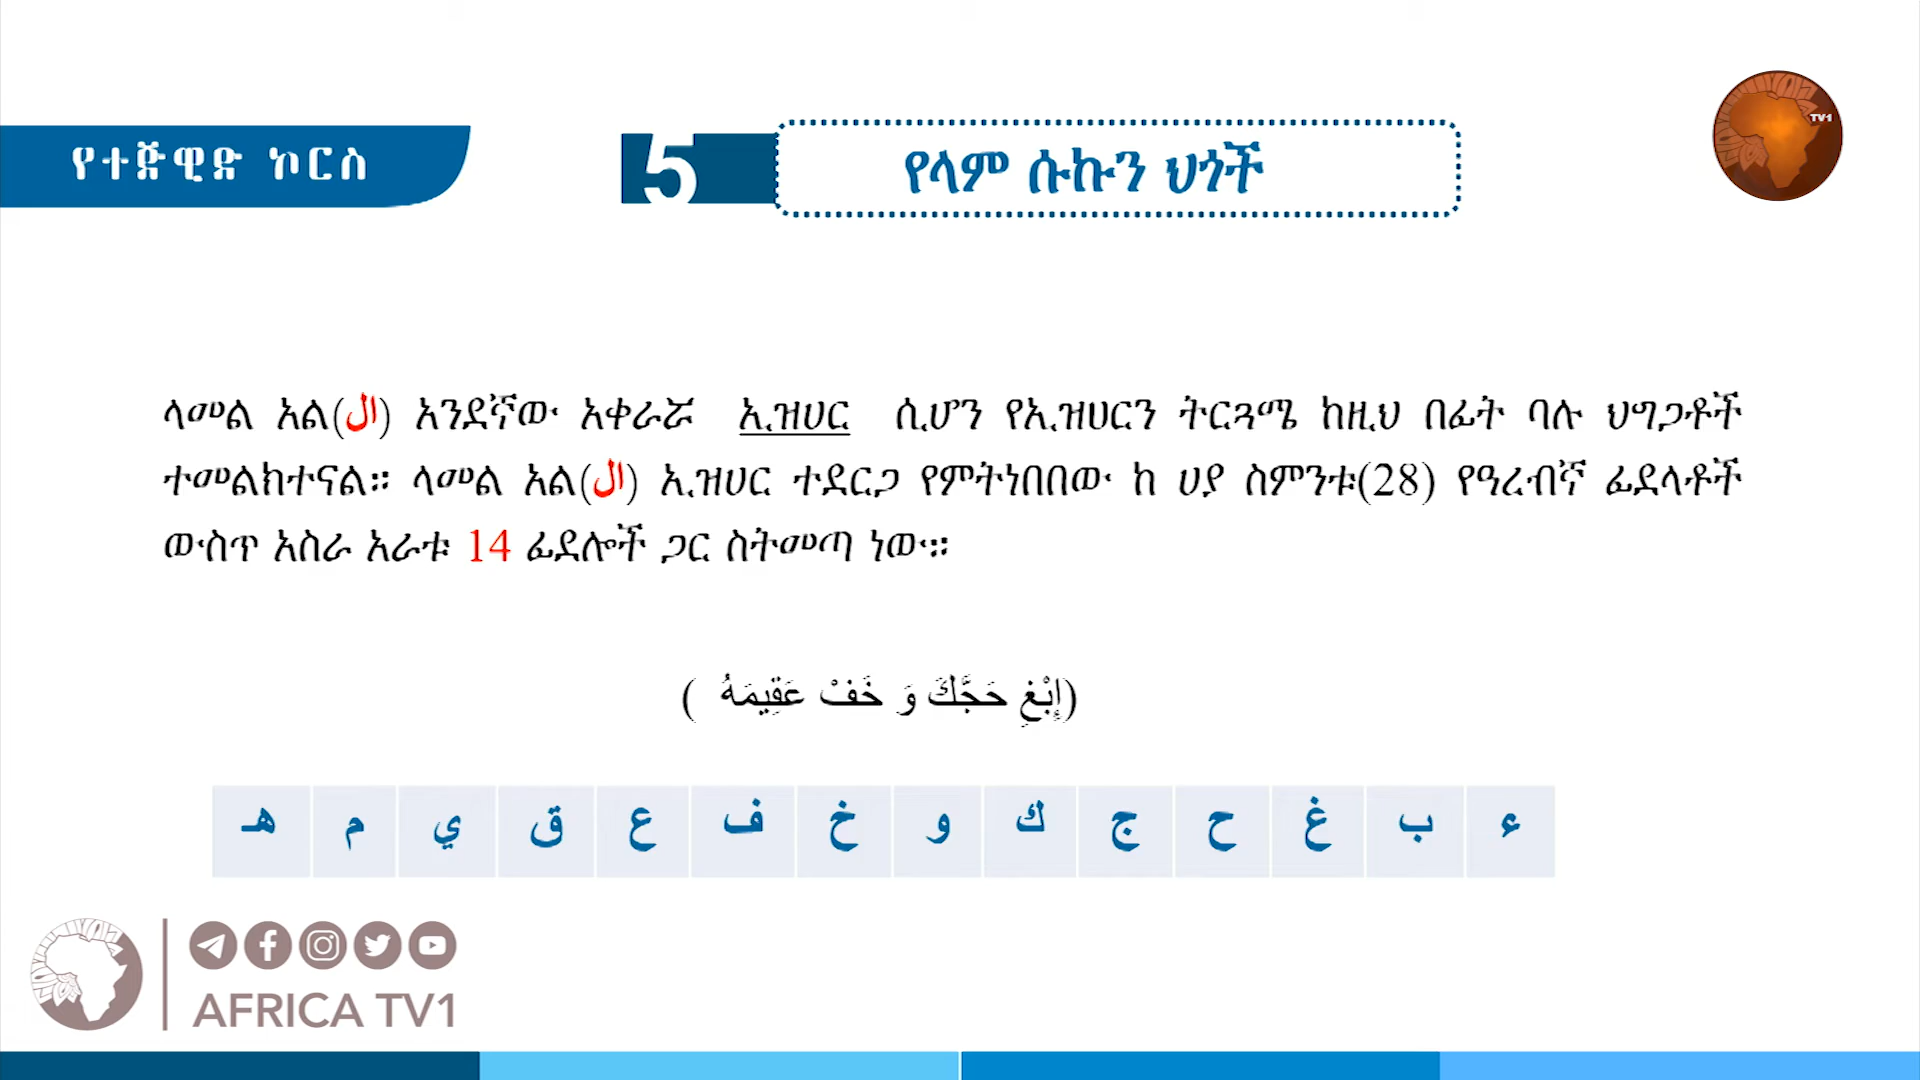 የተጅዊድ ኮርስ
5
የላም ሱኩን ህጎች
TV1
ላመል አል(ال) አንደኛው አቀራሯ ኢዝሀር ሲሆን የኢዝሀርን ትርጓሜ ከዚህ በፊት ባሉ ህግጋቶች
ተመልክተናል። ላመል አል(ال) ኢዝሀር ተደርጋ የምትነበበው ከ ሀያ ስምንቱ(28) የዓረብኛ ፊደላቶች
ውስጥ አስራ አራቱ 14 ፊደሎች ጋር ስትመጣ ነው።
(إِبْغِ حَجَّكَ وَ خَفْ عَقِيمَهُ )
ء ب غ ح ج ك و خ ف ع ق ي م هـ
AFRICA TV1